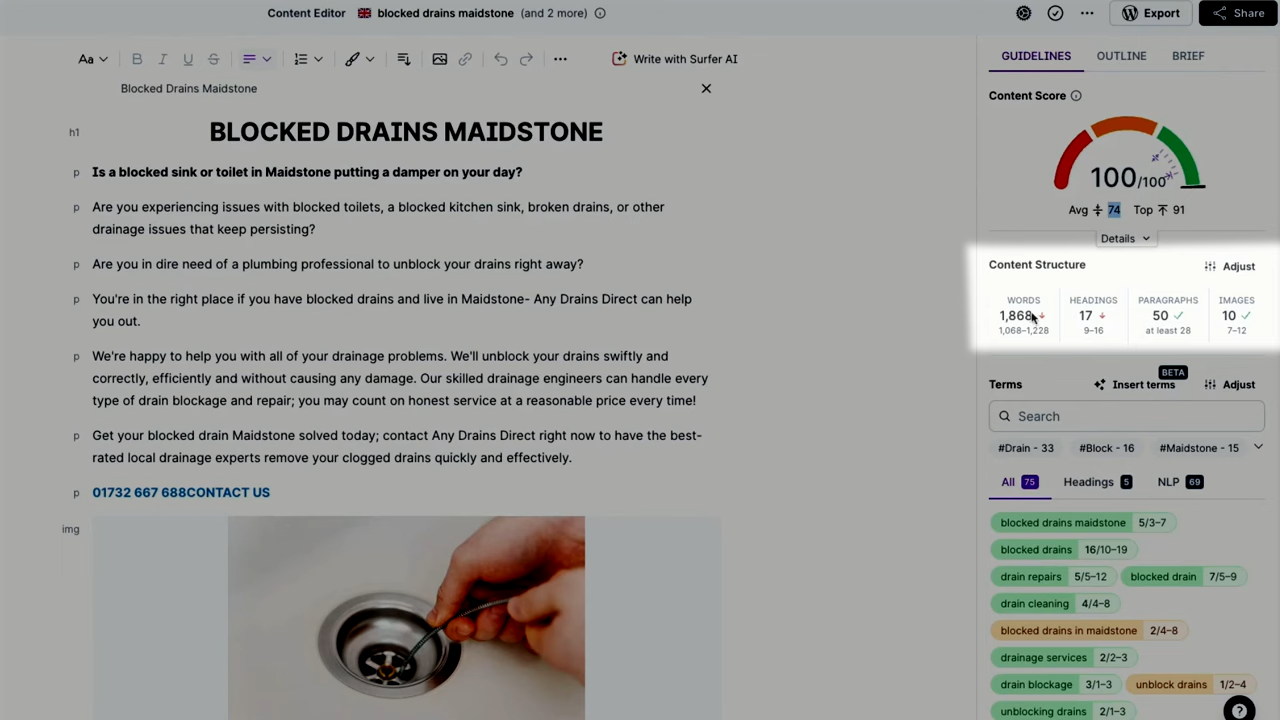 Content Editor blocked drains maidstone (and 2 more)
Export
Share
Aa B I U S
Write with Surfer AI
Blocked Drains Maidstone
h1 BLOCKED DRAINS MAIDSTONE
p Is a blocked sink or toilet in Maidstone putting a damper on your day?
p Are you experiencing issues with blocked toilets, a blocked kitchen sink, broken drains, or other
drainage issues that keep persisting?
p Are you in dire need of a plumbing professional to unblock your drains right away?
p You're in the right place if you have blocked drains and live in Maidstone- Any Drains Direct can help
you out.
p We're happy to help you with all of your drainage problems. We'll unblock your drains swiftly and
correctly, efficiently and without causing any damage. Our skilled drainage engineers can handle every
type of drain blockage and repair; you may count on honest service at a reasonable price every time!
p Get your blocked drain Maidstone solved today; contact Any Drains Direct right now to have the best-
rated local drainage experts remove your clogged drains quickly and effectively.
p 01732 667 688CONTACT US
img
GUIDELINES OUTLINE BRIEF
Content Score
100/100
Avg 74 Top 91
Details
Content Structure Adjust
WORDS HEADINGS PARAGRAPHS IMAGES
1,868 17 50 10
1,068–1,228 9–16 at least 28 7–12
BETA
Terms Insert terms Adjust
Search
#Drain - 33 #Block - 16 #Maidstone - 15
All 75 Headings 5 NLP 69
blocked drains maidstone 5/3–7
blocked drains 16/10–19
drain repairs 5/5–12 blocked drain 7/5–9
drain cleaning 4/4–8
blocked drains in maidstone 2/4–8
drainage services 2/2–3
drain blockage 3/1–3 unblock drains 1/2–4
unblocking drains 2/1–3
?